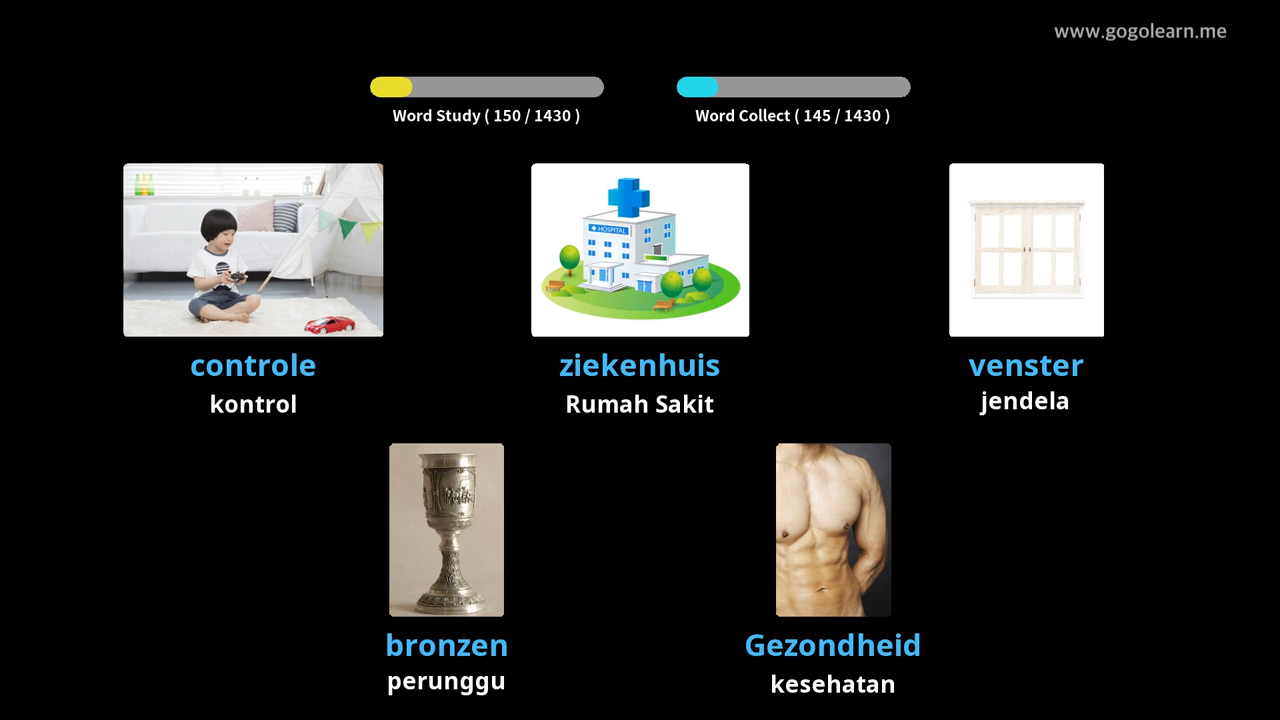 www.gogolearn.me
Word Study ( 150 / 1430 )
Word Collect ( 145 / 1430 )
HOSPITAL
controle
kontrol
ziekenhuis
Rumah Sakit
venster
jendela
bronzen
perunggu
Gezondheid
kesehatan